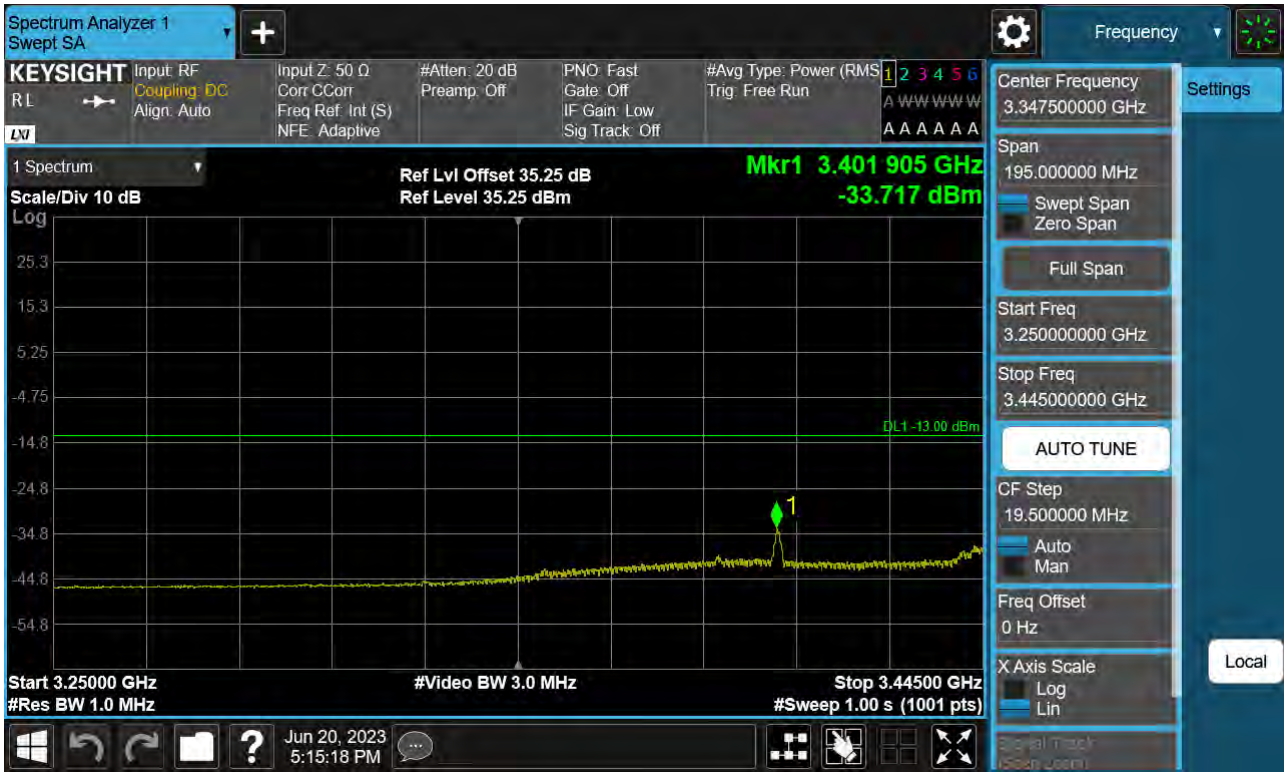 Spectrum Analyzer 1
Swept SA
+
Frequency
KEYSIGHT
RL
LXI
Input: RF
Coupling: DC
Align: Auto
Input Z: 50 Ω
Corr CCorr
Freq Ref: Int (S)
NFE: Adaptive
#Atten: 20 dB
Preamp: Off
PNO: Fast
Gate: Off
IF Gain: Low
Sig Track: Off
#Avg Type: Power (RMS
Trig: Free Run
1 2 3 4 5 6
A W W W W W
A A A A A A
1 Spectrum
Scale/Div 10 dB
Log
Ref Lvl Offset 35.25 dB
Ref Level 35.25 dBm
Mkr1 3.401 905 GHz
-33.717 dBm
25.3
15.3
5.25
-4.75
-14.8
-24.8
-34.8
-44.8
-54.8
DL1 -13.00 dBm
1
Start 3.25000 GHz
#Res BW 1.0 MHz
#Video BW 3.0 MHz
Stop 3.44500 GHz
#Sweep 1.00 s (1001 pts)
Center Frequency
3.347500000 GHz
Settings
Span
195.000000 MHz
Swept Span
Zero Span
Full Span
Start Freq
3.250000000 GHz
Stop Freq
3.445000000 GHz
AUTO TUNE
CF Step
19.500000 MHz
Auto
Man
Freq Offset
0 Hz
X Axis Scale
Log
Lin
Local
Signal Track
(Span Zoom)
?
Jun 20, 2023
5:15:18 PM